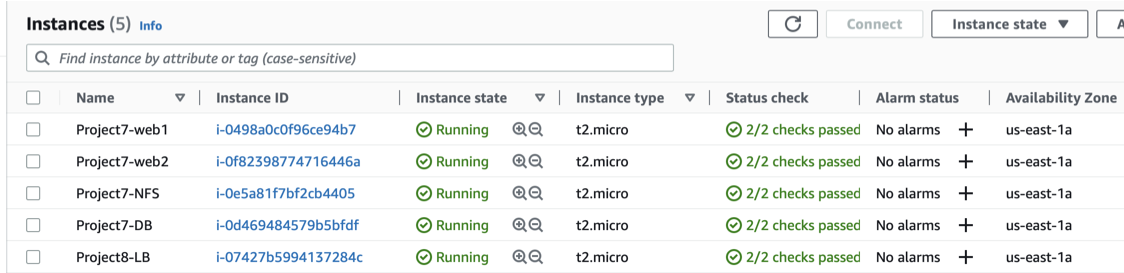 Instances (5) Info Connect Instance state ▼ A
Find instance by attribute or tag (case-sensitive)
Name Instance ID Instance state Instance type Status check Alarm status Availability Zone
Project7-web1 i-0498a0c0f96ce94b7 Running t2.micro 2/2 checks passed No alarms + us-east-1a
Project7-web2 i-0f82398774716446a Running t2.micro 2/2 checks passed No alarms + us-east-1a
Project7-NFS i-0e5a81f7bf2cb4405 Running t2.micro 2/2 checks passed No alarms + us-east-1a
Project7-DB i-0d469484579b5bfdf Running t2.micro 2/2 checks passed No alarms + us-east-1a
Project8-LB i-07427b5994137284c Running t2.micro 2/2 checks passed No alarms + us-east-1a